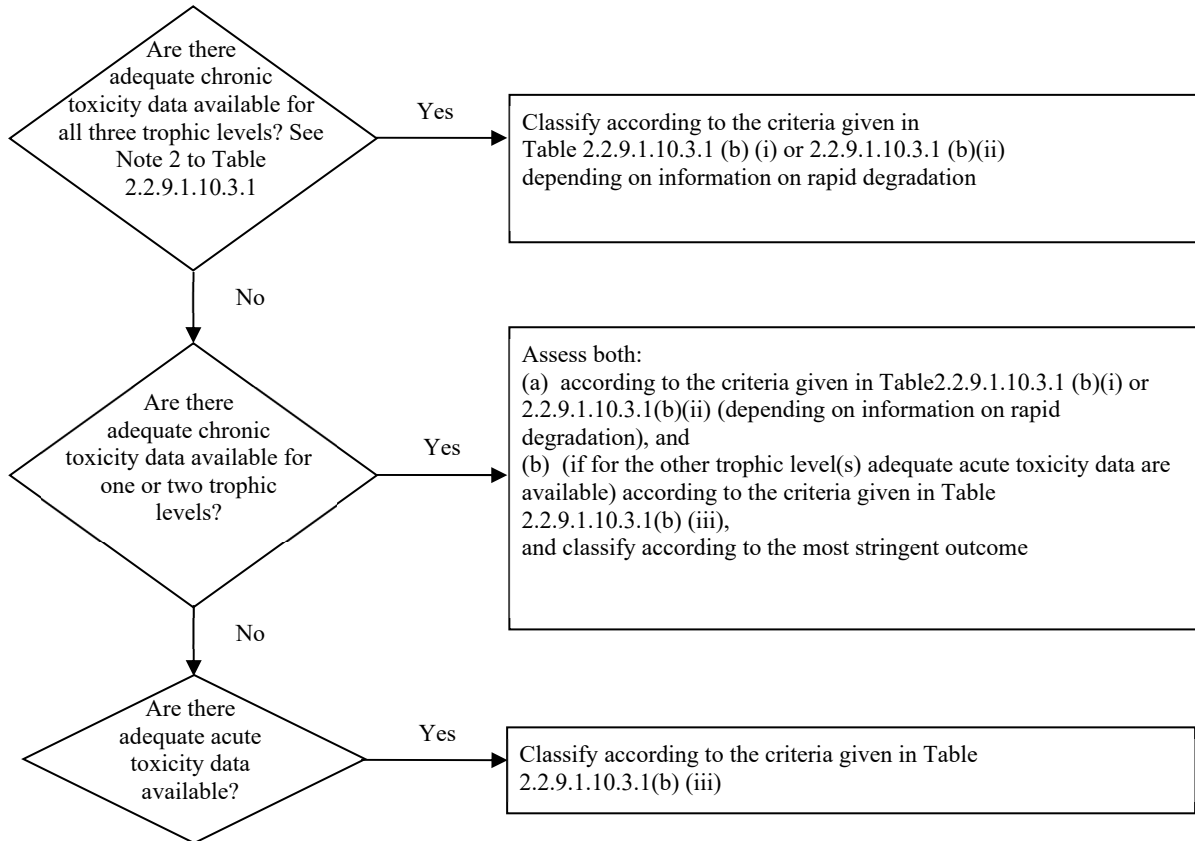 Are there
adequate chronic
toxicity data available for
all three trophic levels? See
Note 2 to Table
2.2.9.1.10.3.1
Yes
Classify according to the criteria given in
Table 2.2.9.1.10.3.1 (b) (i) or 2.2.9.1.10.3.1 (b)(ii)
depending on information on rapid degradation
No
Are there
adequate chronic
toxicity data available for
one or two trophic
levels?
Yes
Assess both:
(a) according to the criteria given in Table2.2.9.1.10.3.1 (b)(i) or
2.2.9.1.10.3.1(b)(ii) (depending on information on rapid
degradation), and
(b) (if for the other trophic level(s) adequate acute toxicity data are
available) according to the criteria given in Table
2.2.9.1.10.3.1(b) (iii),
and classify according to the most stringent outcome
No
Are there
adequate acute
toxicity data
available?
Yes
Classify according to the criteria given in Table
2.2.9.1.10.3.1(b) (iii)